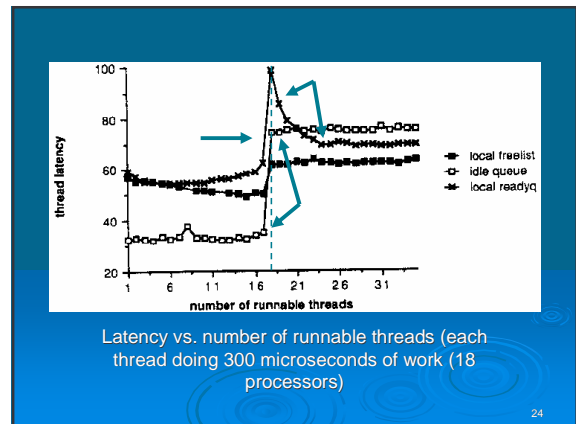 100
80
60
40
20
thread latency
1 6 11 16 21 26 31
number of runnable threads
local freelist
idle queue
local readyq
Latency vs. number of runnable threads (each
thread doing 300 microseconds of work (18
processors)
24